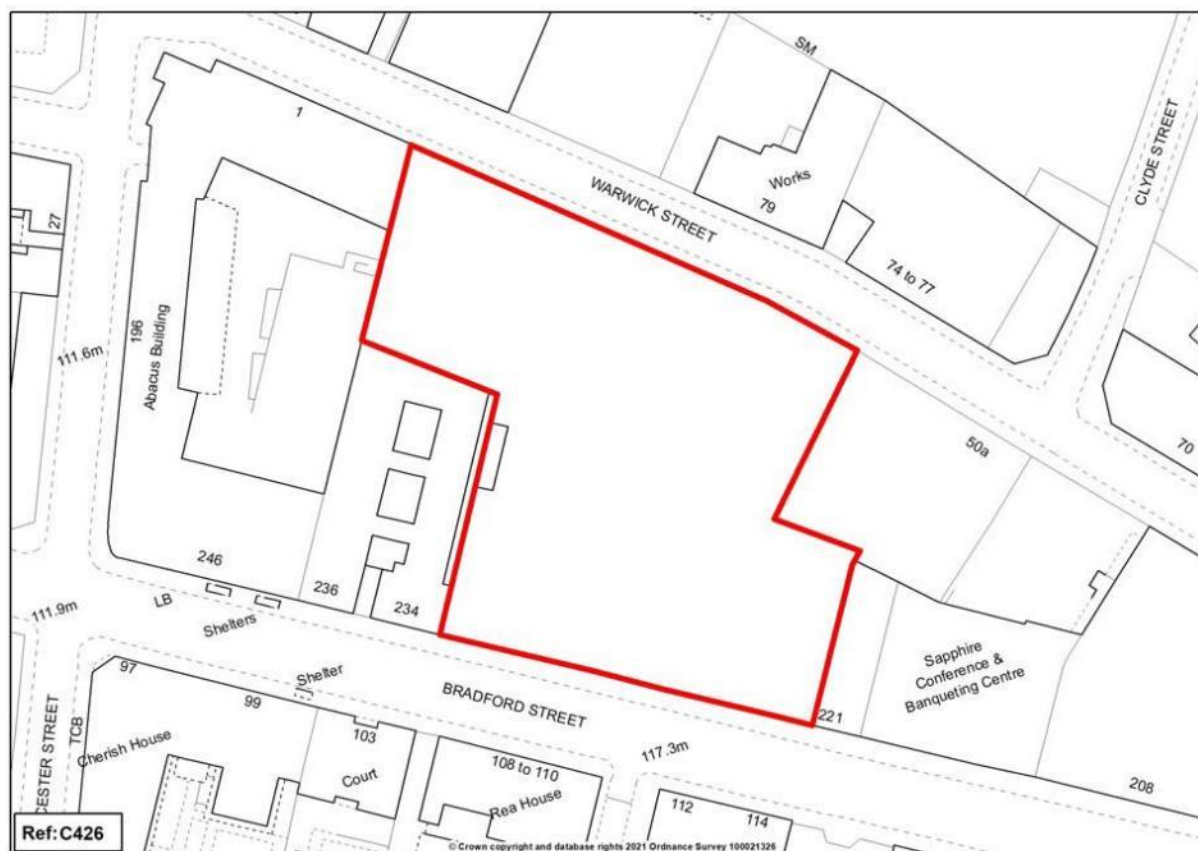 SM
CLYDE STREET
1
WARWICK STREET
Works
79
27
74 to 77
196
Abacus Building
111.6m
50a
70
246
236
234
LB
Shelters
111.9m
Sapphire
Conference &
Banqueting Centre
Shelter
97
99
BRADFORD STREET
221
CESTER STREET
TCB
Cherish House
103
Court
108 to 110
Rea House
117.3m
112
114
208
Ref:C426
© Crown copyright and database rights 2021 Ordnance Survey 100021326